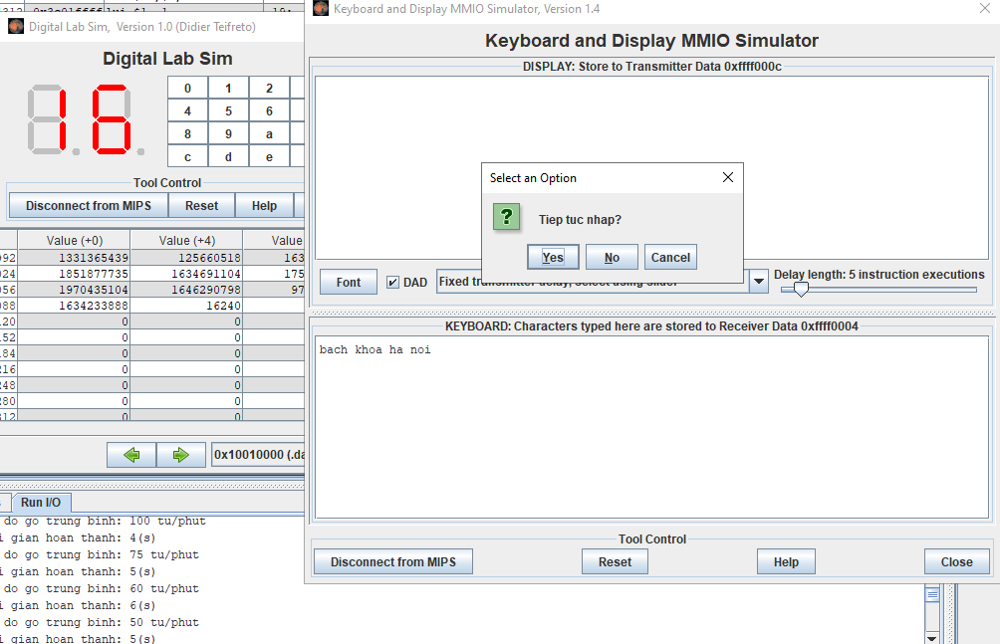 Keyboard and Display MMIO Simulator, Version 1.4
Digital Lab Sim, Version 1.0 (Didier Teifreto)
Digital Lab Sim
16
0 1 2
4 5 6
8 9 a
c d e
Tool Control
Disconnect from MIPS Reset Help
Value (+0) Value (+4) Value
092 1331365439 125660518 163
024 1851877735 1634691104 175
056 1970435104 1646290798 97
088 1634233888 16240
120 0 0
152 0 0
184 0 0
216 0 0
248 0 0
280 0 0
312 0 0
0x10010000 (.da
Run I/O
do go trung binh: 100 tu/phut
i gian hoan thanh: 4(s)
do go trung binh: 75 tu/phut
i gian hoan thanh: 5(s)
do go trung binh: 60 tu/phut
i gian hoan thanh: 6(s)
do go trung binh: 50 tu/phut
i gian hoan thanh: 5(s)
Keyboard and Display MMIO Simulator
DISPLAY: Store to Transmitter Data 0xffff000c
Select an Option
Tiep tuc nhap?
Yes No Cancel
Font DAD Fixed transmitter delay, select using slider
Delay length: 5 instruction executions
KEYBOARD: Characters typed here are stored to Receiver Data 0xffff0004
bach khoa ha noi
Tool Control
Disconnect from MIPS Reset Help Close